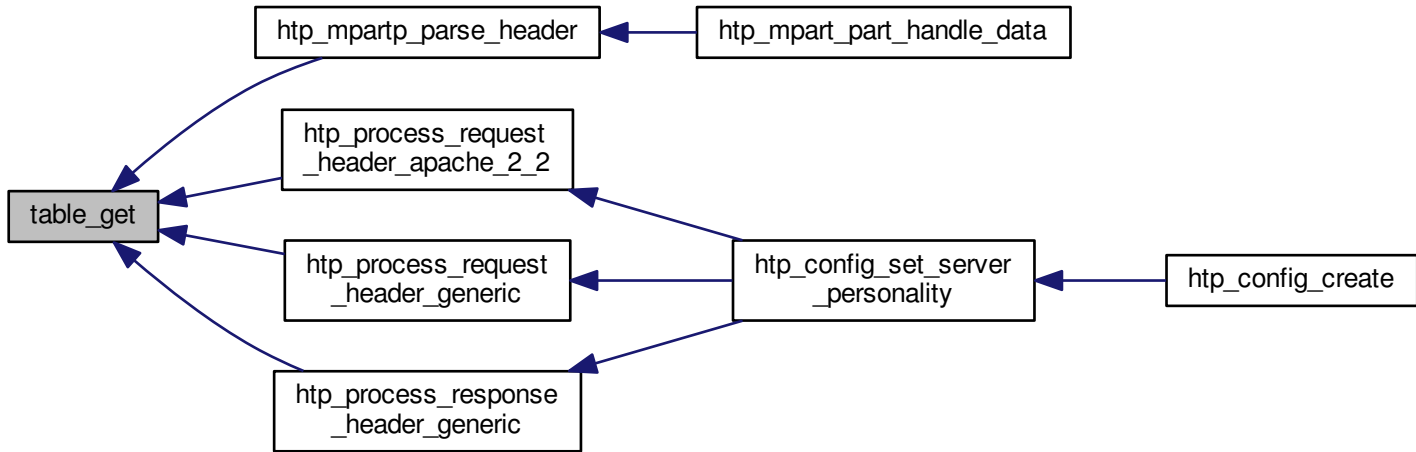 htp_mpartp_parse_header
htp_mpart_part_handle_data
htp_process_request
_header_apache_2_2
table_get
htp_process_request
_header_generic
htp_config_set_server
_personality
htp_config_create
htp_process_response
_header_generic